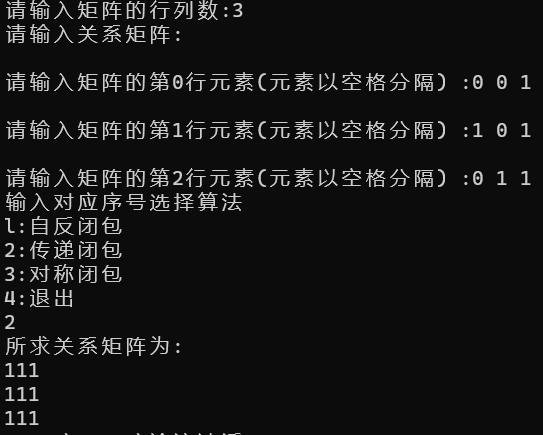 请输入矩阵的行列数:3
请输入关系矩阵:
请输入矩阵的第0行元素(元素以空格分隔) :0 0 1
请输入矩阵的第1行元素(元素以空格分隔) :1 0 1
请输入矩阵的第2行元素(元素以空格分隔) :0 1 1
输入对应序号选择算法
l:自反闭包
2:传递闭包
3:对称闭包
4:退出
2
所求关系矩阵为:
111
111
111